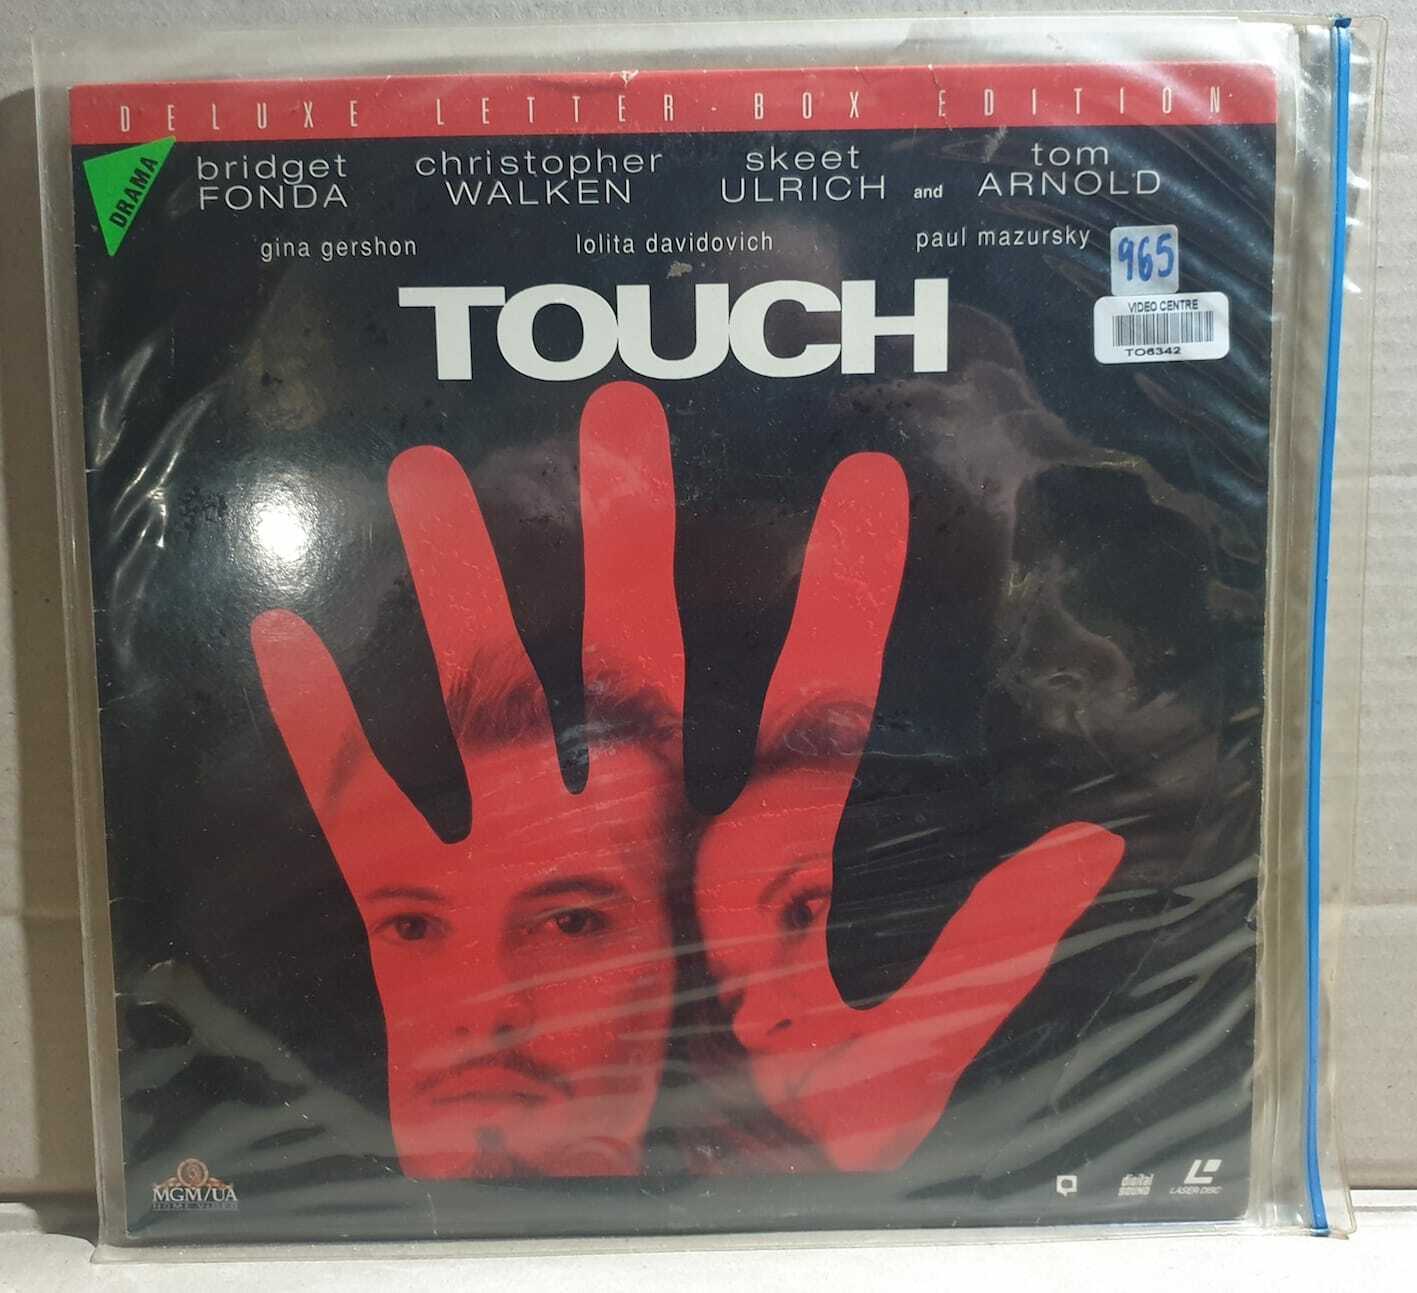 DELUXE LETTER-BOX EDITION
DRAMA
bridget FONDA
christopher WALKEN
skeet ULRICH
and
tom ARNOLD
gina gershon
lolita davidovich
paul mazursky
965
VIDEO CENTRE
TO6342
TOUCH
MGM/UA
HOME VIDEO
digital SOUND
LASER DISC